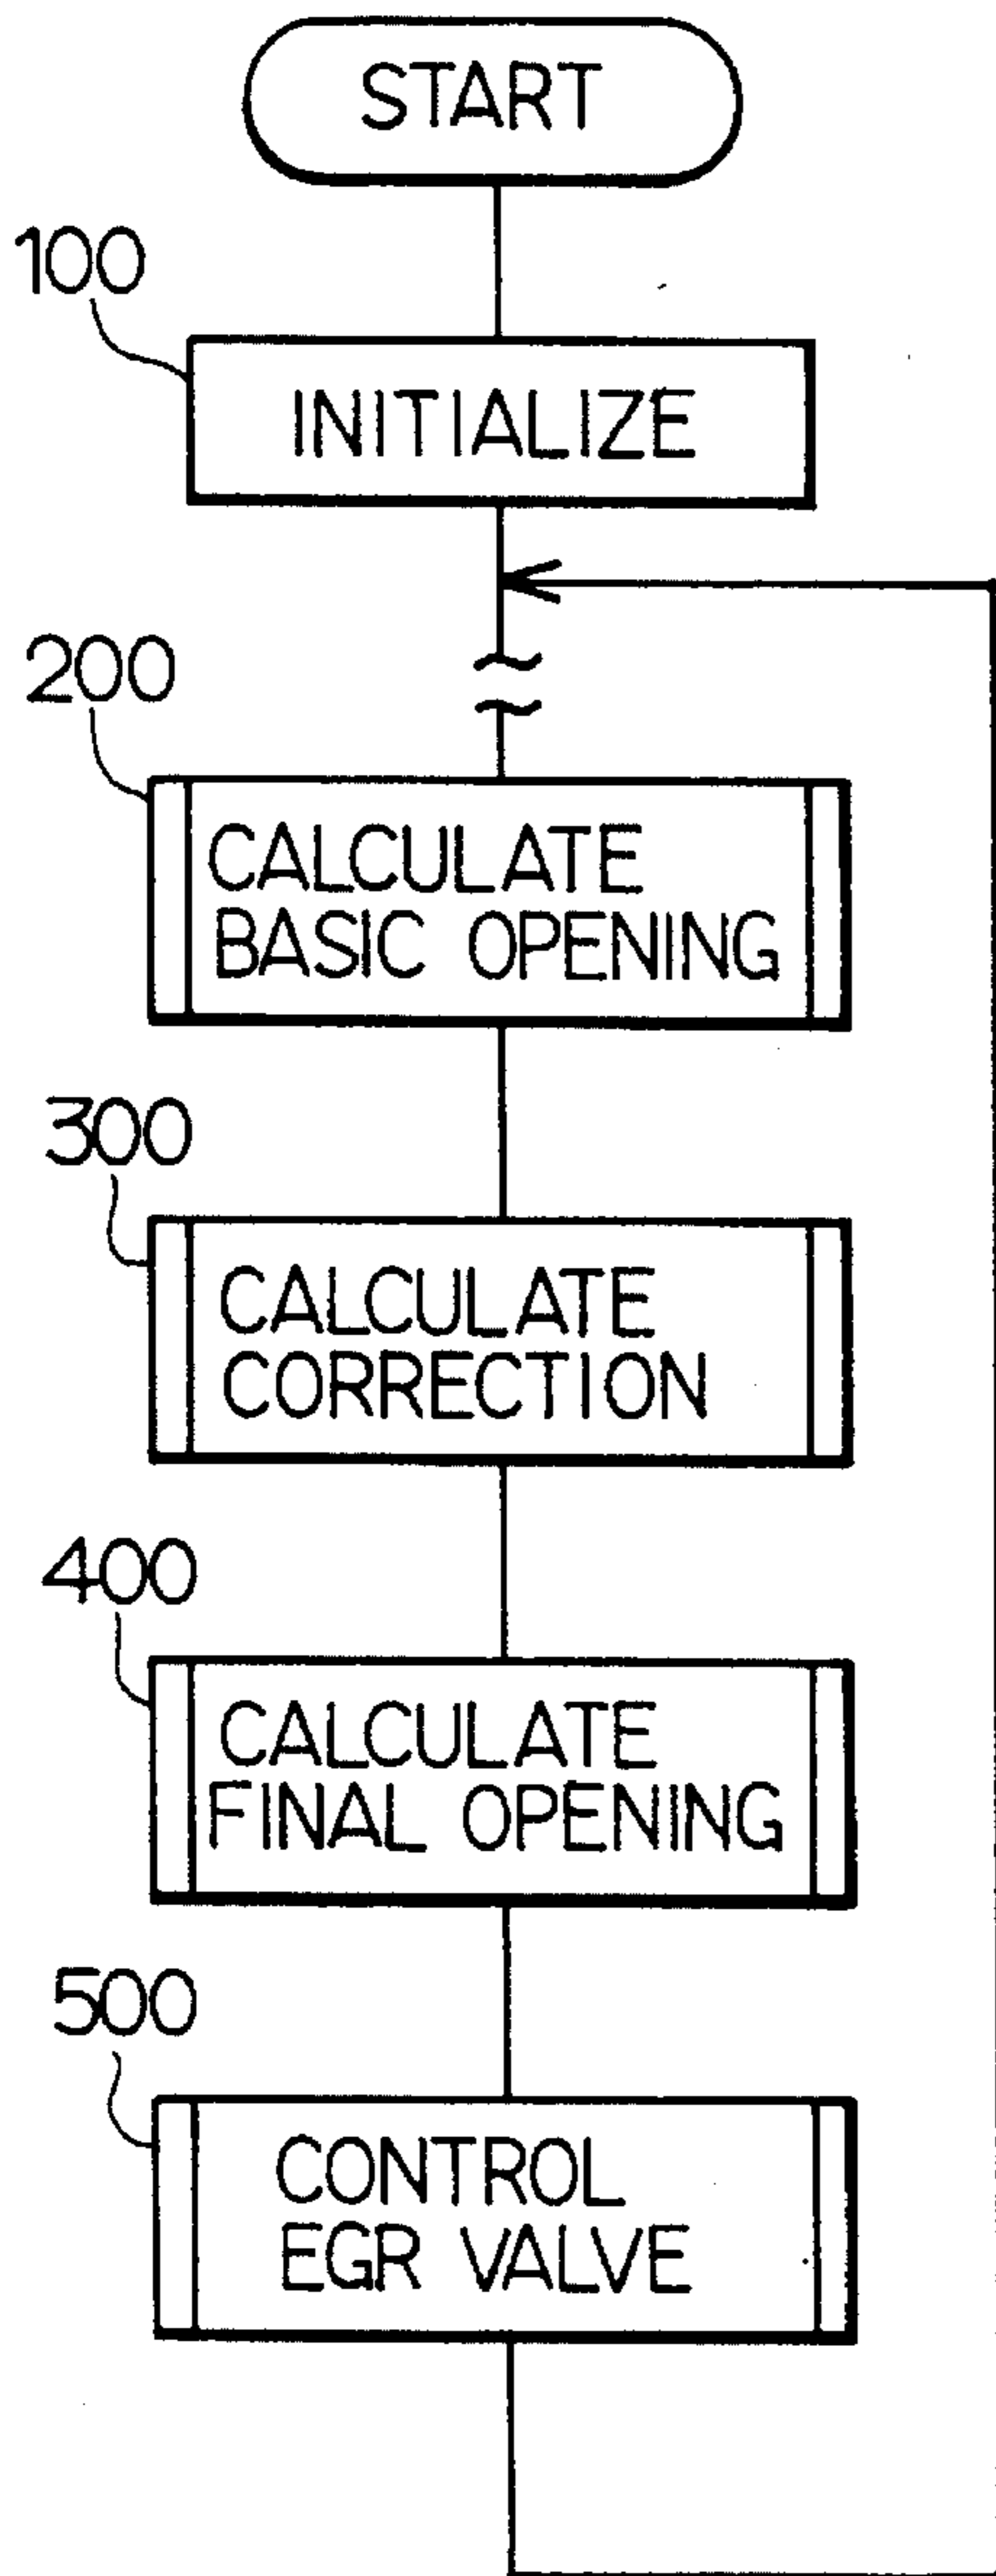 START
100
INITIALIZE
200
CALCULATE
BASIC OPENING
300
CALCULATE
CORRECTION
400
CALCULATE
FINAL OPENING
500
CONTROL
EGR VALVE